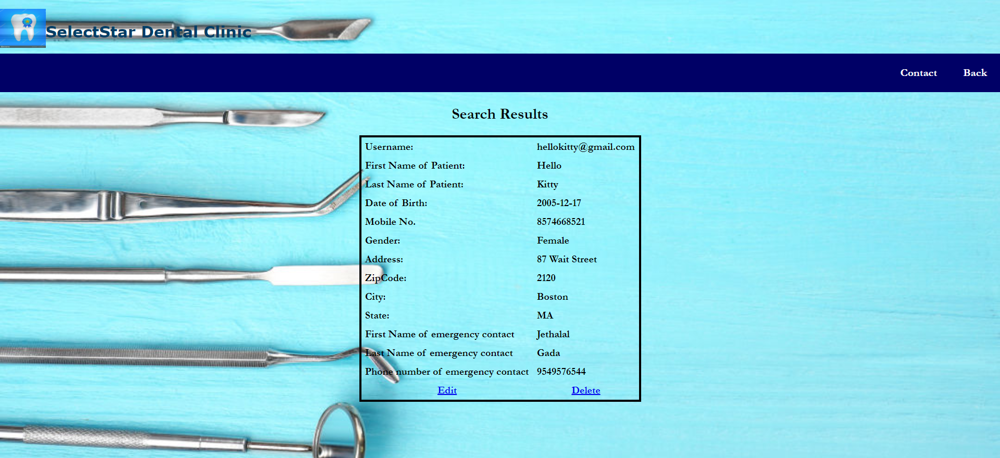 SelectStar Dental Clinic
Contact Back
Search Results
Username: hellokitty@gmail.com
First Name of Patient: Hello
Last Name of Patient: Kitty
Date of Birth: 2005-12-17
Mobile No. 8574668521
Gender: Female
Address: 87 Wait Street
ZipCode: 2120
City: Boston
State: MA
First Name of emergency contact Jethalal
Last Name of emergency contact Gada
Phone number of emergency contact 9549576544
Edit Delete